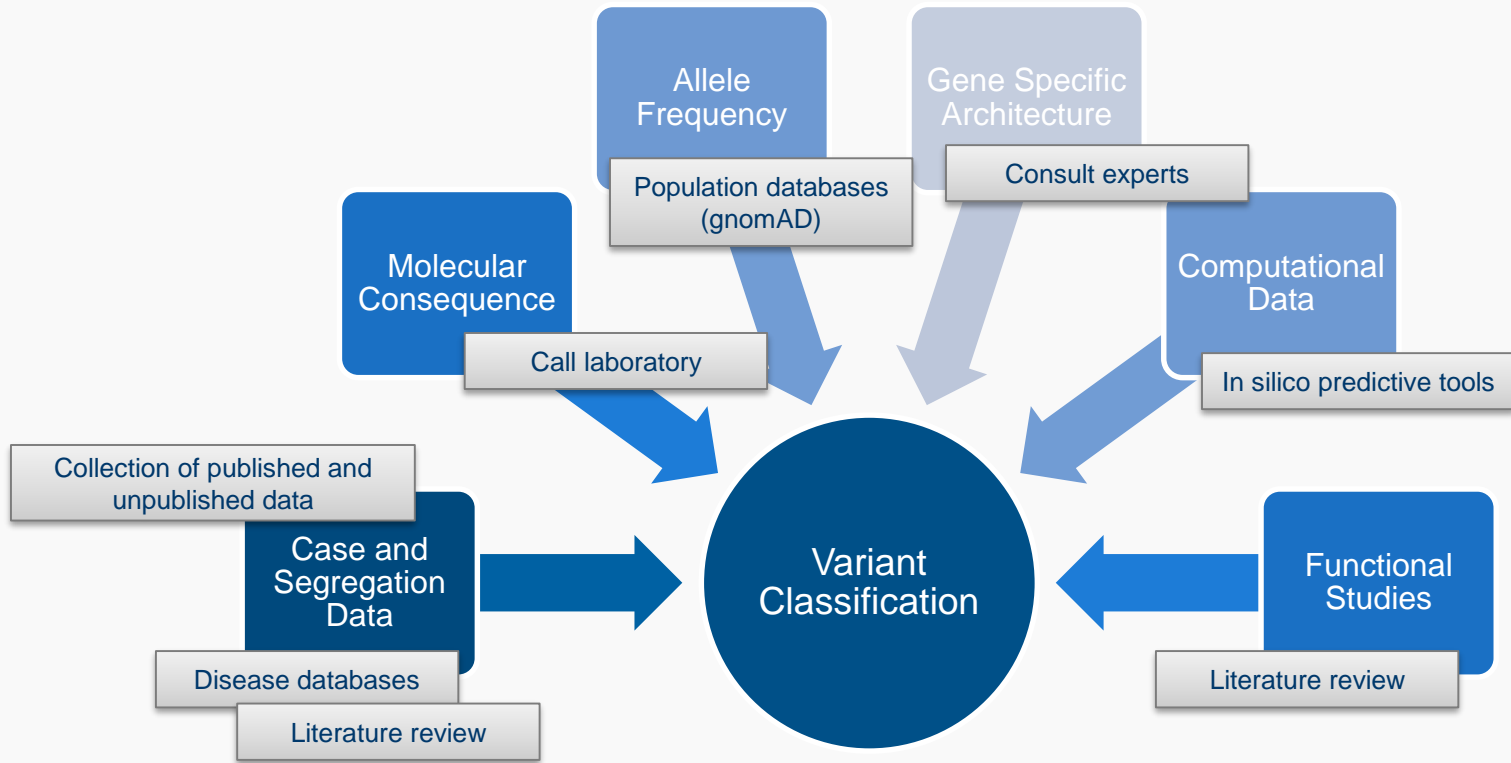 Allele
Frequency
Population databases
(gnomAD)
Gene Specific
Architecture
Consult experts
Molecular
Consequence
Call laboratory
Computational
Data
In silico predictive tools
Collection of published and
unpublished data
Case and
Segregation
Data
Disease databases
Literature review
Variant
Classification
Functional
Studies
Literature review